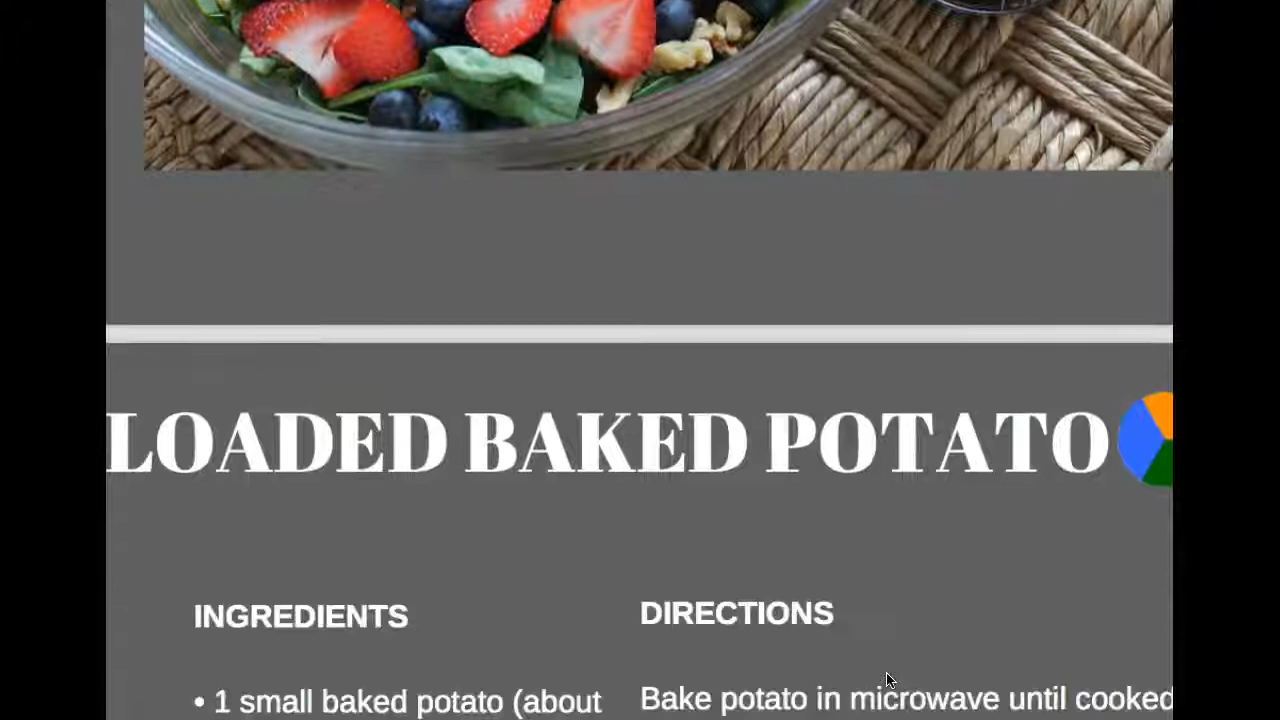 LOADED BAKED POTATO
INGREDIENTS
DIRECTIONS
• 1 small baked potato (about
Bake potato in microwave until cooked